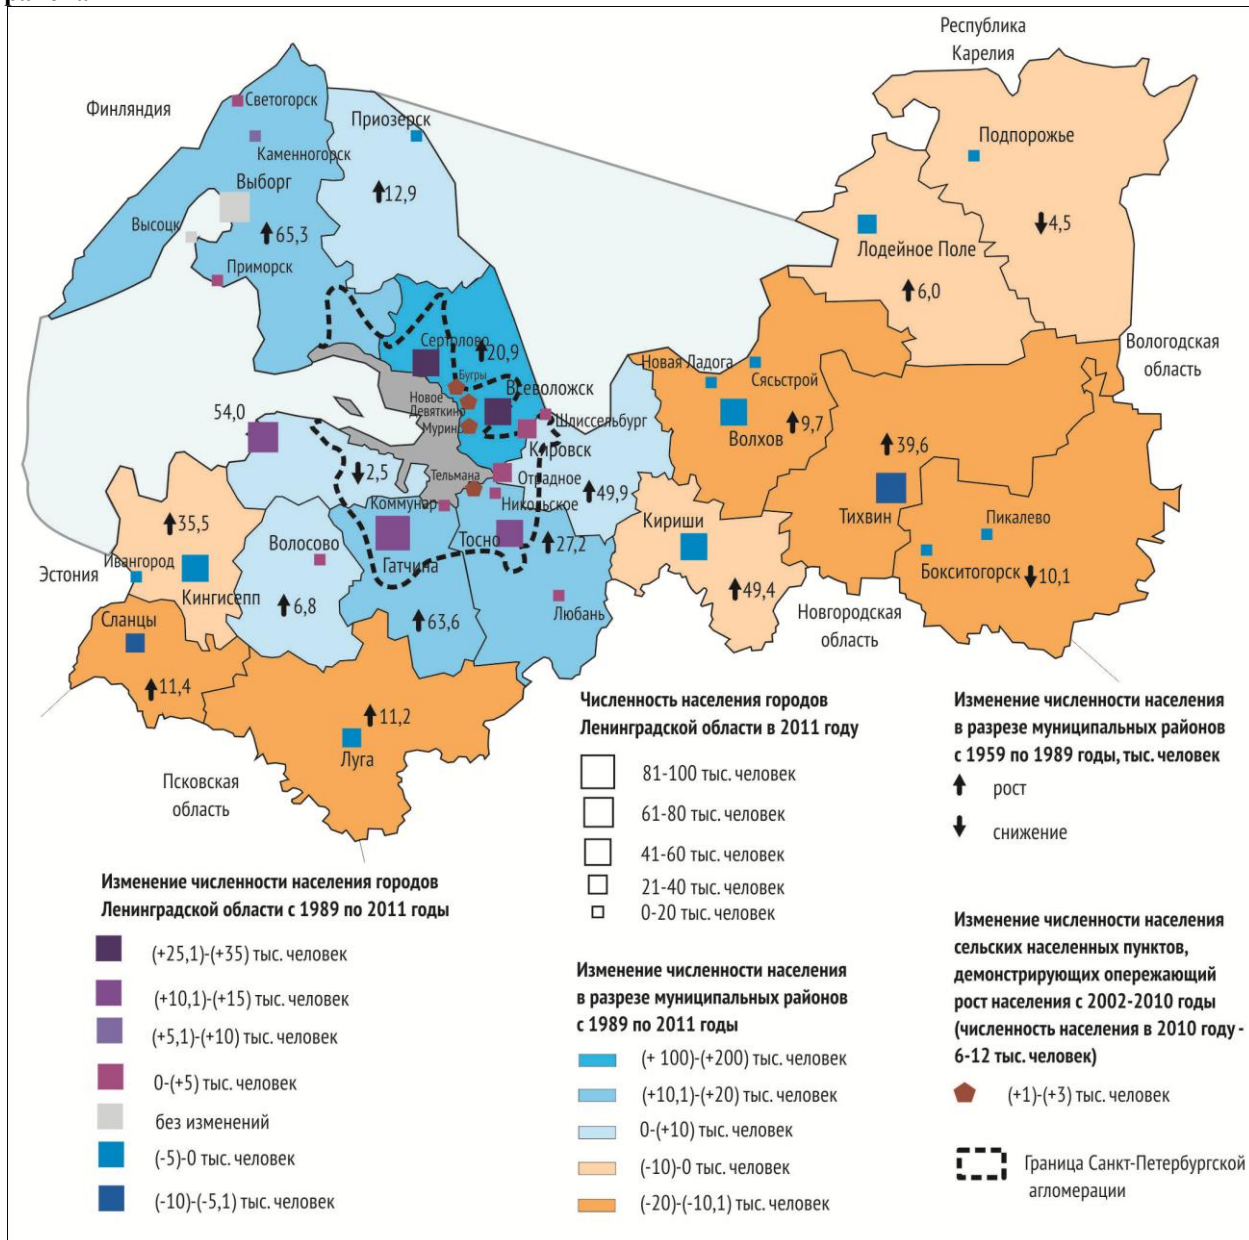 Республика
Карелия
Финляндия
Светогорск
Приозерск
Каменногорск
Подпорожье
Выборг
12,9
Высоцк
65,3
4,5
Лодейное Поле
Приморск
6,0
Сертолово
20,9
Вологодская
область
Новая Ладога
Сясьстрой
Бугры
Всеволожск
Новое
Девяткино
54,0
Шлиссельбург
Мурино
Волхов
9,7
Кировск
39,6
2,5
Тельмана
Отрадное
49,9
Коммунар
Никольское
Кириши
Тихвин
Пикалево
35,5
Волосово
Тосно
27,2
Ивангород
Гатчина
Бокситогорск
10,1
Эстония
Кингисепп
6,8
63,6
Любань
49,4
Новгородская
область
Сланцы
11,4
11,2
Луга
Псковская
область
Численность населения городов
Ленинградской области в 2011 году
81-100 тыс. человек
61-80 тыс. человек
41-60 тыс. человек
21-40 тыс. человек
0-20 тыс. человек
Изменение численности населения
в разрезе муниципальных районов
с 1959 по 1989 годы, тыс. человек
рост
снижение
Изменение численности населения городов
Ленинградской области с 1989 по 2011 годы
(+25,1)-(+35) тыс. человек
(+10,1)-(+15) тыс. человек
(+5,1)-(+10) тыс. человек
0-(+5) тыс. человек
без изменений
(-5)-0 тыс. человек
(-10)-(-5,1) тыс. человек
Изменение численности населения
в разрезе муниципальных районов
с 1989 по 2011 годы
(+ 100)-(+200) тыс. человек
(+10,1)-(+20) тыс. человек
0-(+10) тыс. человек
(-10)-0 тыс. человек
(-20)-(-10,1) тыс. человек
Изменение численности населения
сельских населенных пунктов,
демонстрирующих опережающий
рост населения с 2002-2010 годы
(численность населения в 2010 году -
6-12 тыс. человек)
(+1)-(+3) тыс. человек
Граница Санкт-Петербургской
агломерации